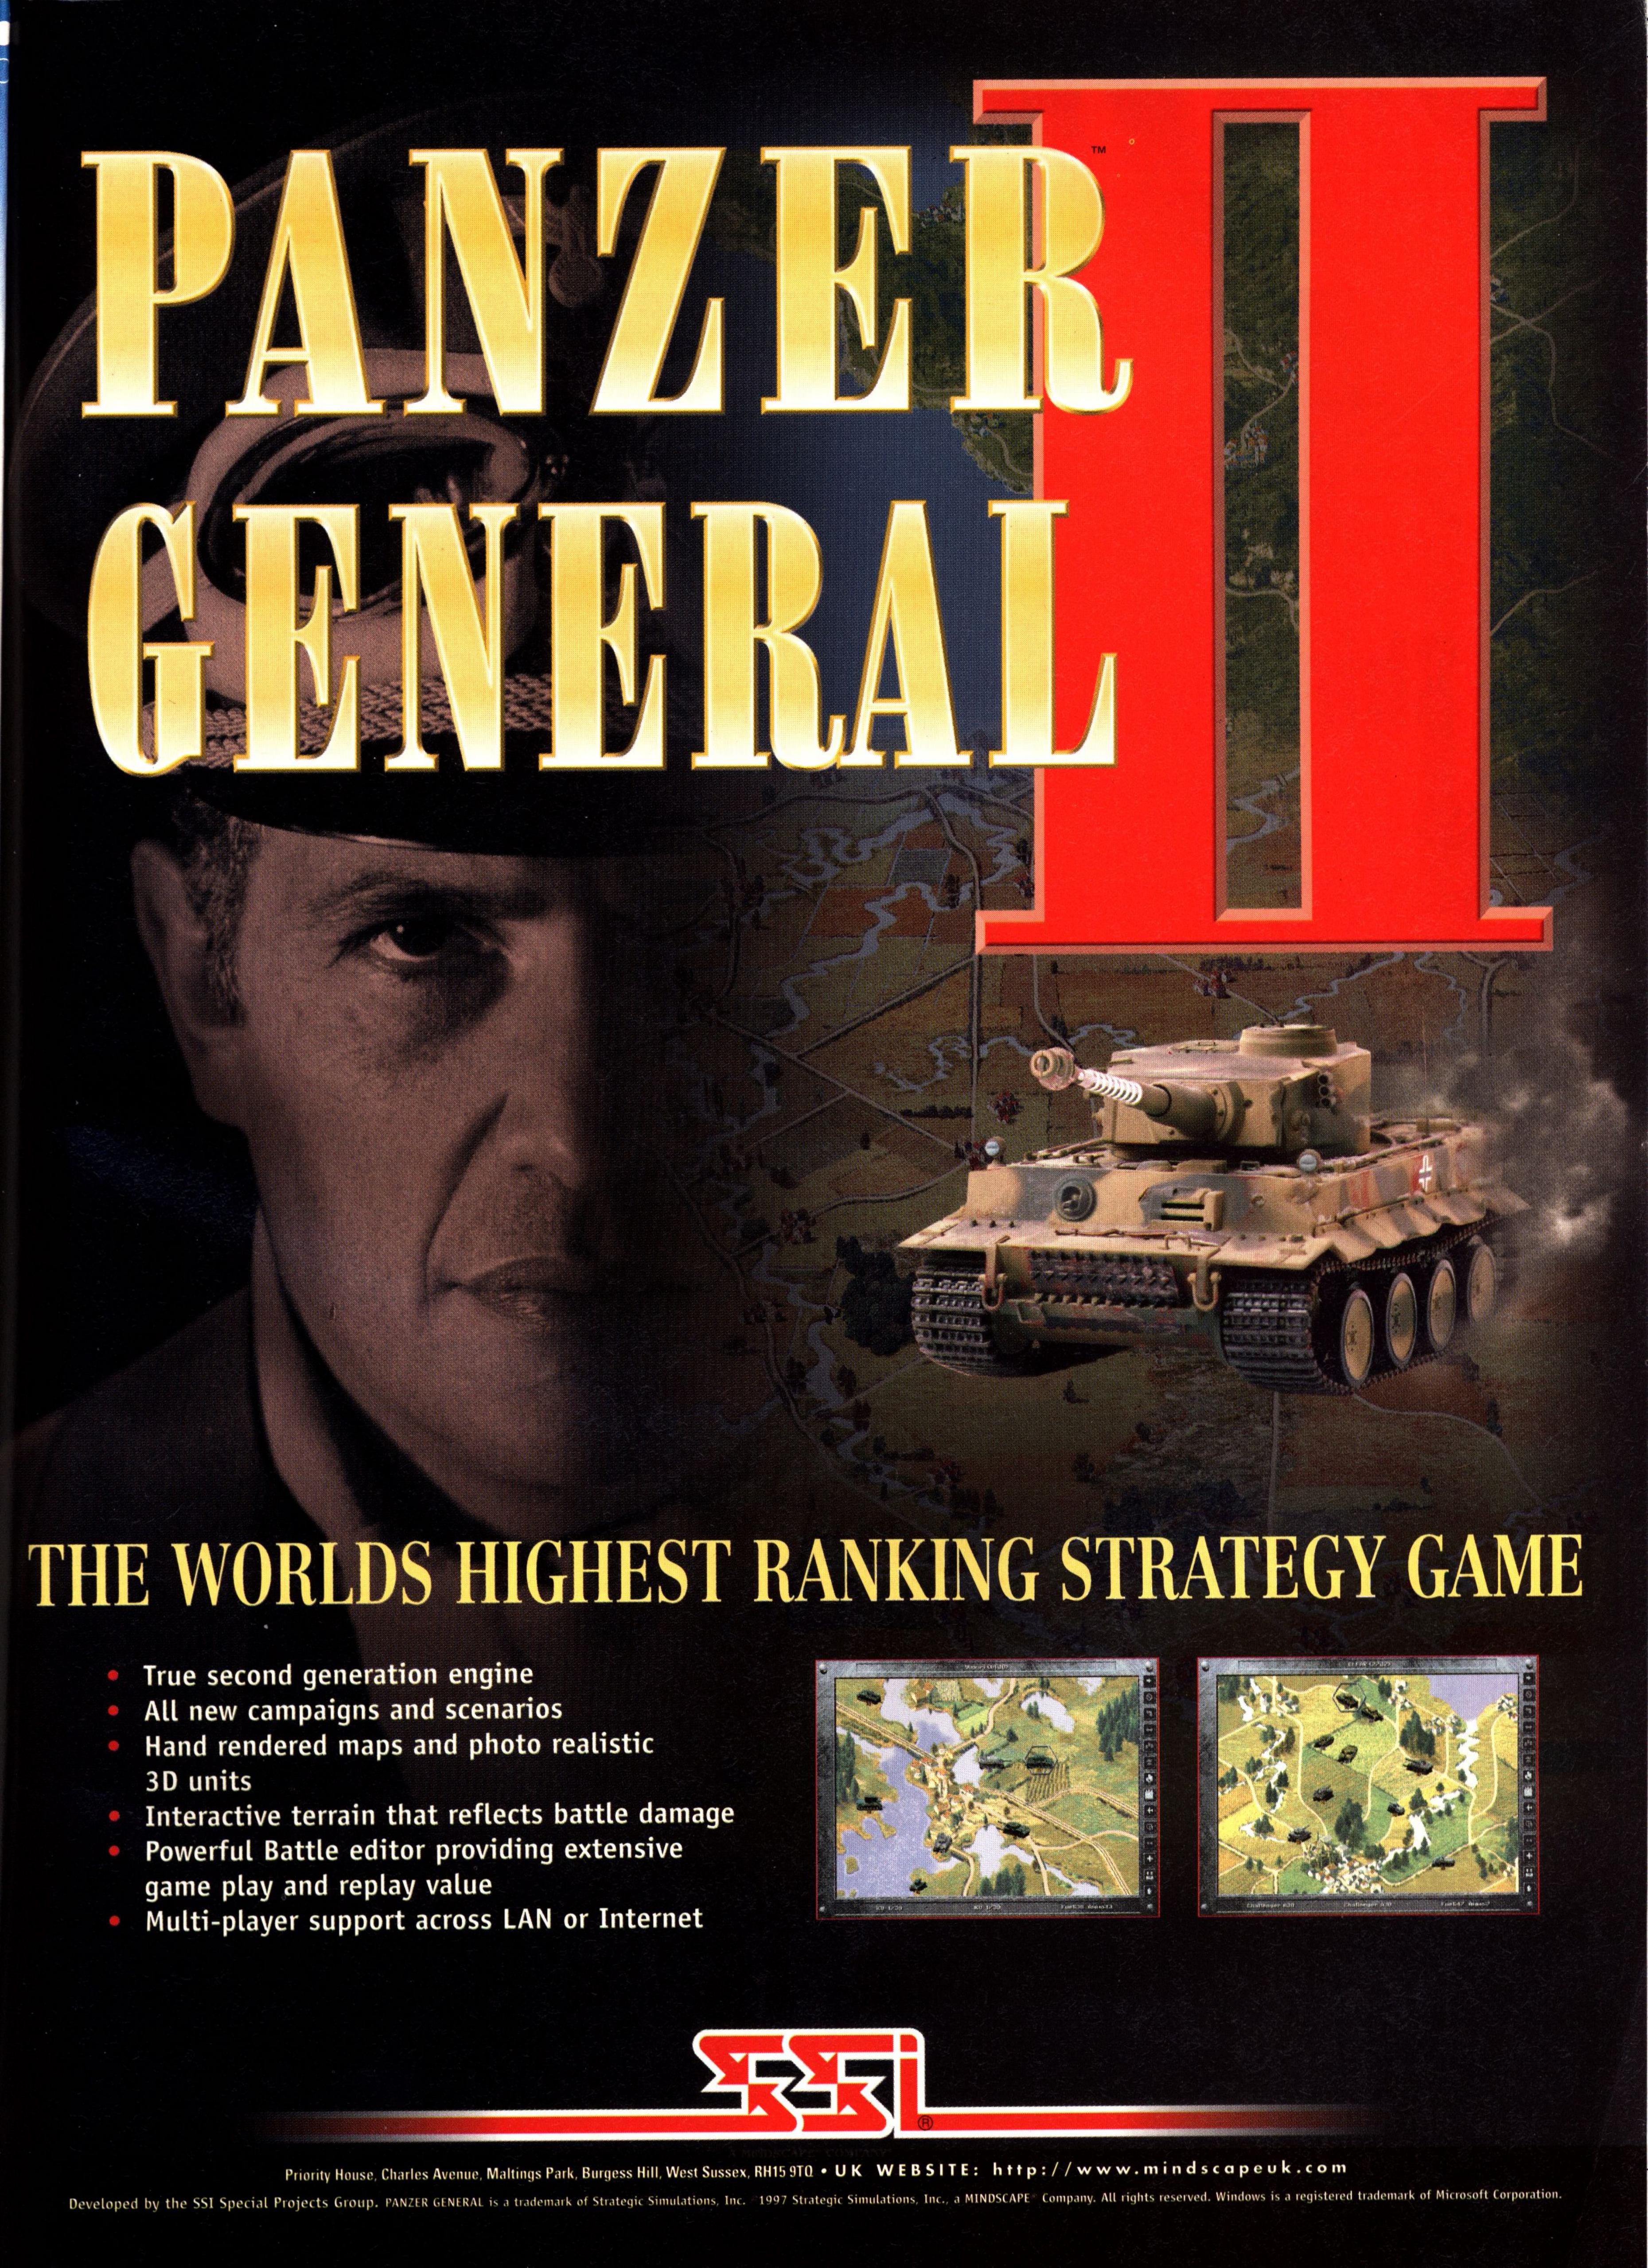 PANZER
GENERAL
II
™
THE WORLDS HIGHEST RANKING STRATEGY GAME
• True second generation engine
• All new campaigns and scenarios
• Hand rendered maps and photo realistic
3D units
• Interactive terrain that reflects battle damage
• Powerful Battle editor providing extensive
game play and replay value
• Multi-player support across LAN or Internet
SSI ®
Priority House, Charles Avenue, Maltings Park, Burgess Hill, West Sussex, RH15 9TQ • UK WEBSITE: http://www.mindscapeuk.com
Developed by the SSI Special Projects Group. PANZER GENERAL is a trademark of Strategic Simulations, Inc. 1997 Strategic Simulations, Inc., a MINDSCAPE Company. All rights reserved. Windows is a registered trademark of Microsoft Corporation.